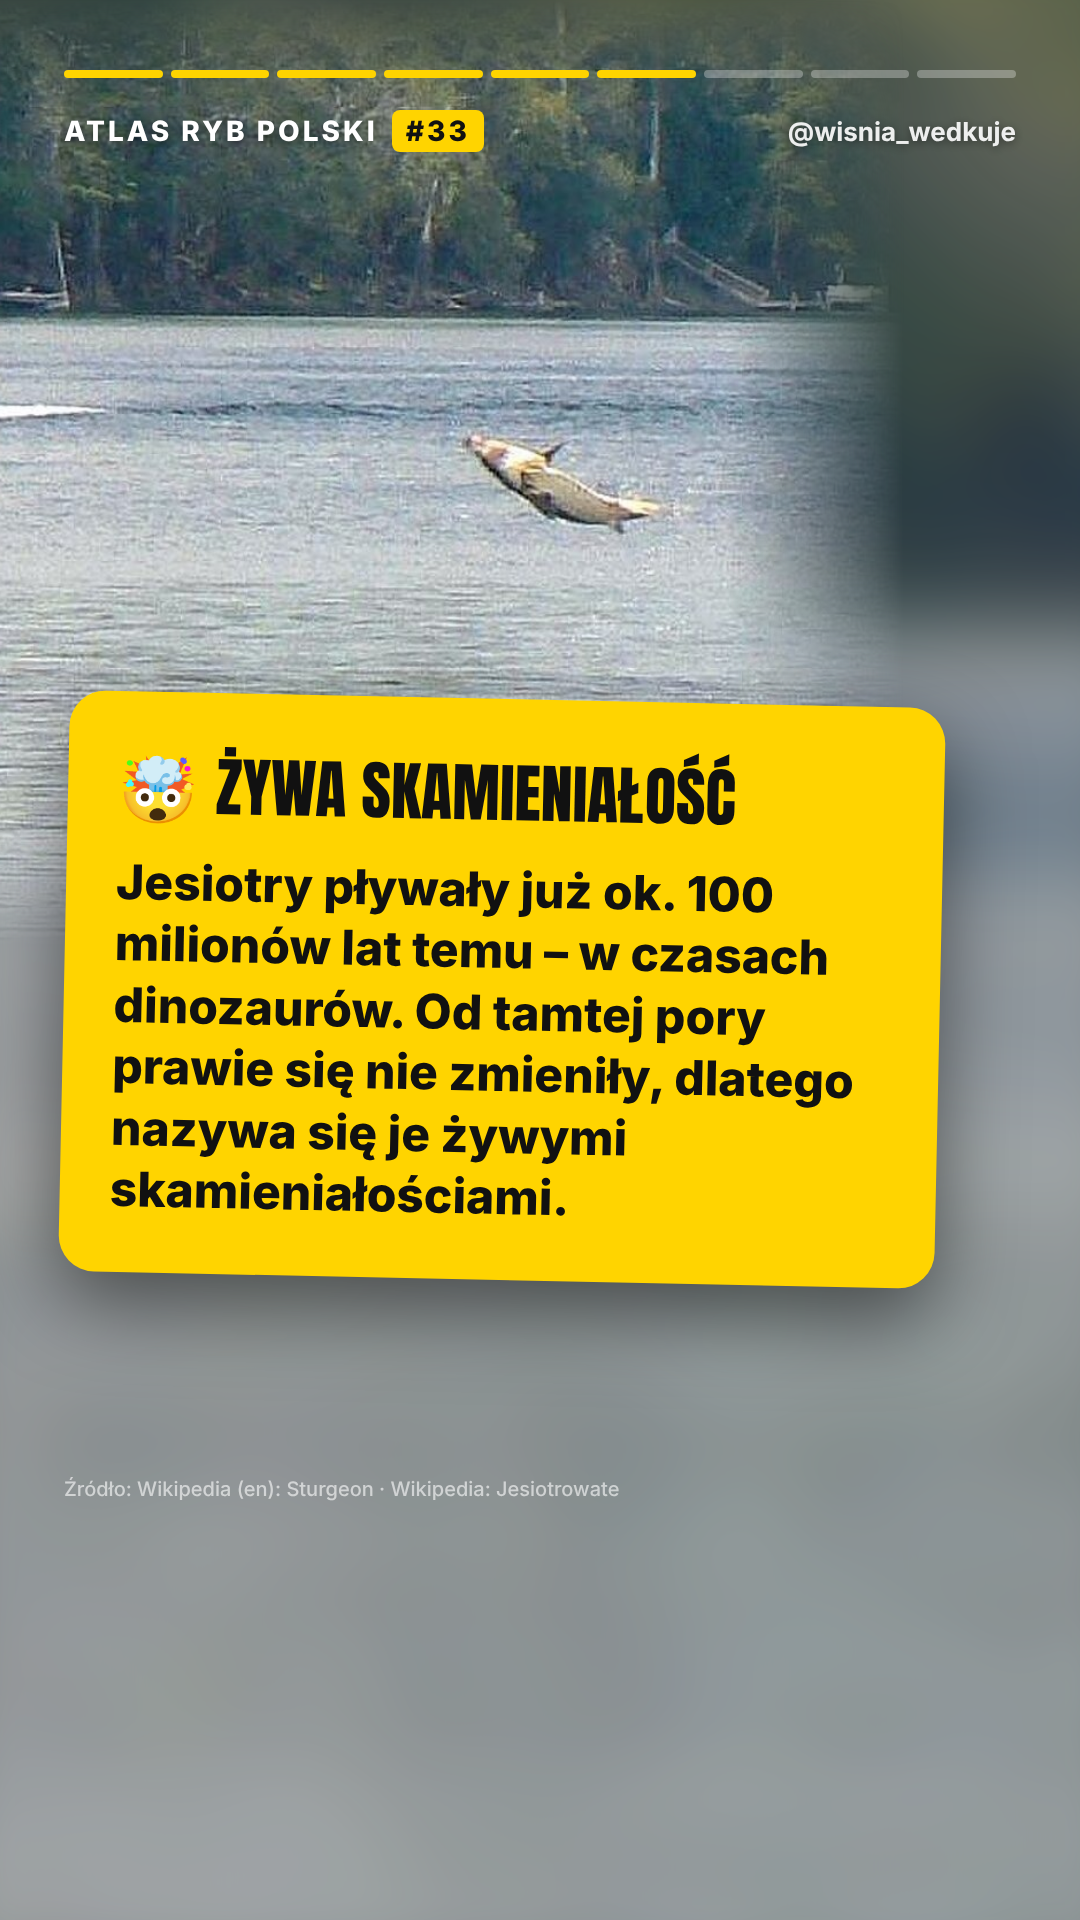 ATLAS RYB POLSKI #33
@wisnia_wedkuje
🤯 ŻYWA SKAMIENIAŁOŚĆ
Jesiotry pływały już ok. 100
milionów lat temu – w czasach
dinozaurów. Od tamtej pory
prawie się nie zmieniły, dlatego
nazywa się je żywymi
skamieniałościami.
Źródło: Wikipedia (en): Sturgeon · Wikipedia: Jesiotrowate